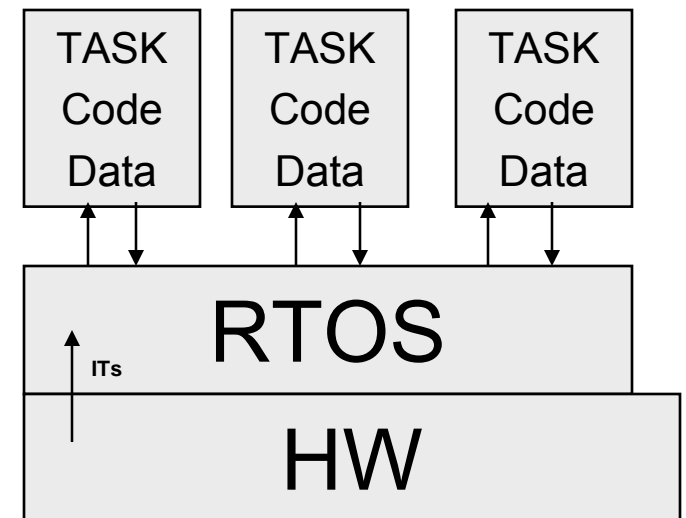 TASK
Code
Data
TASK
Code
Data
TASK
Code
Data
RTOS
ITs
HW